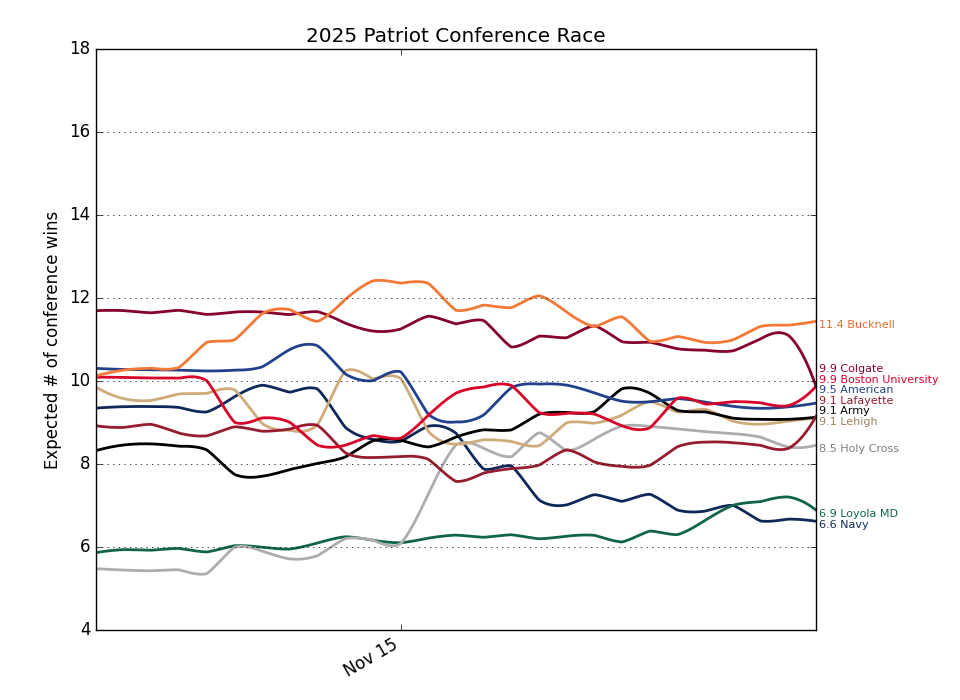 2025 Patriot Conference Race
Expected # of conference wins
18
16
14
12
10
8
6
4
Nov 15
11.4 Bucknell
9.9 Colgate
9.9 Boston University
9.5 American
9.1 Lafayette
9.1 Army
9.1 Lehigh
8.5 Holy Cross
6.9 Loyola MD
6.6 Navy